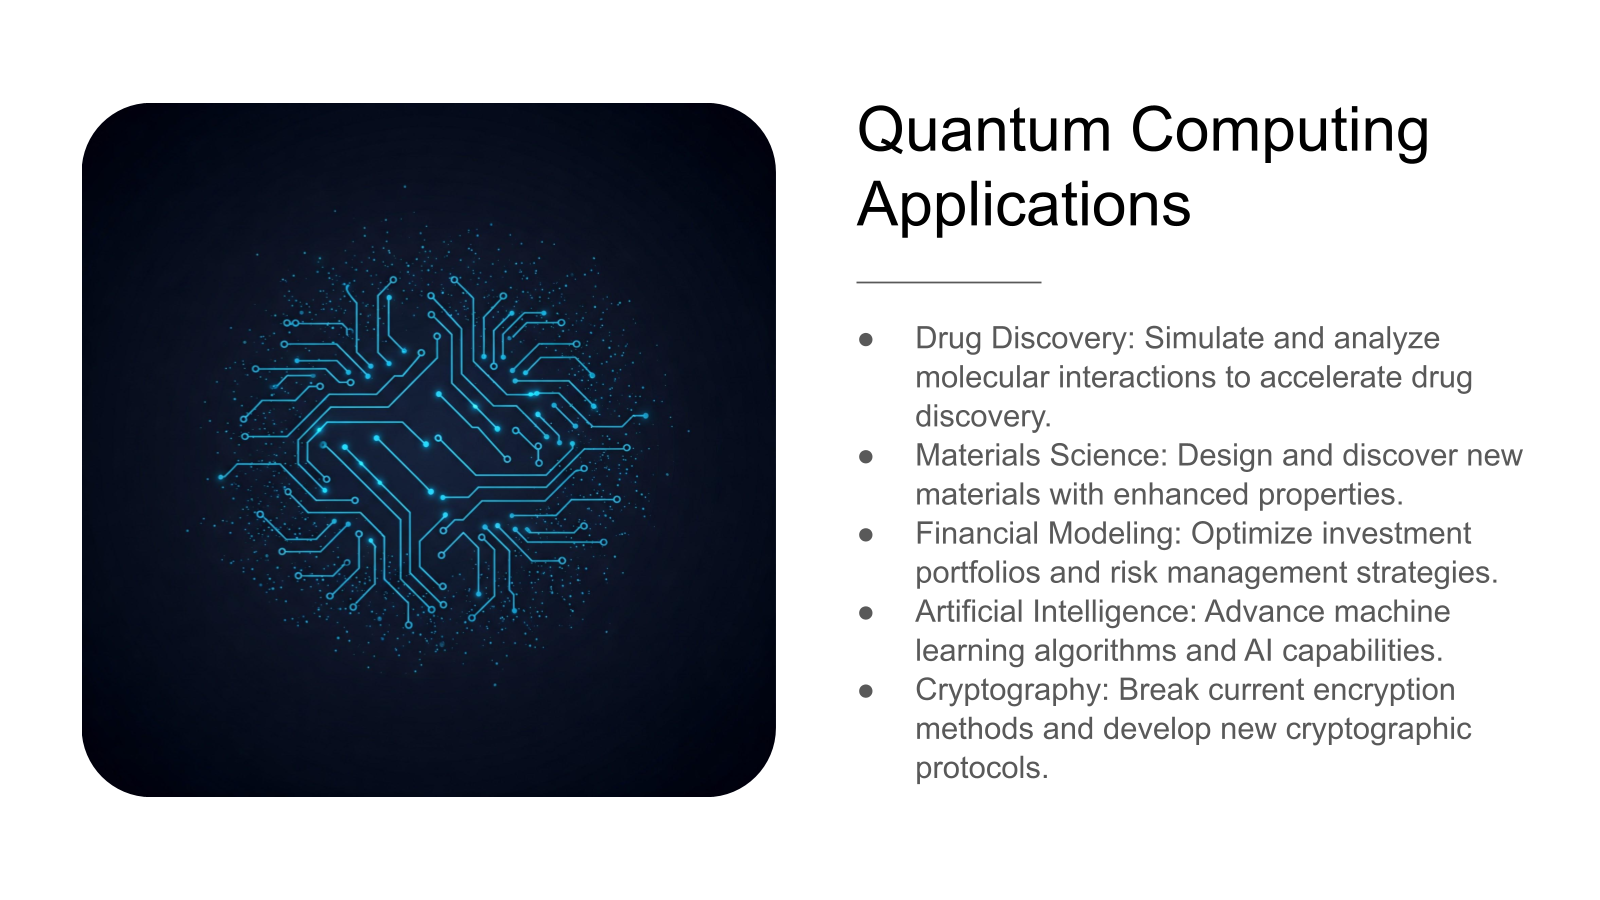 Quantum Computing
Applications
● Drug Discovery: Simulate and analyze
molecular interactions to accelerate drug
discovery.
● Materials Science: Design and discover new
materials with enhanced properties.
● Financial Modeling: Optimize investment
portfolios and risk management strategies.
● Artificial Intelligence: Advance machine
learning algorithms and AI capabilities.
● Cryptography: Break current encryption
methods and develop new cryptographic
protocols.